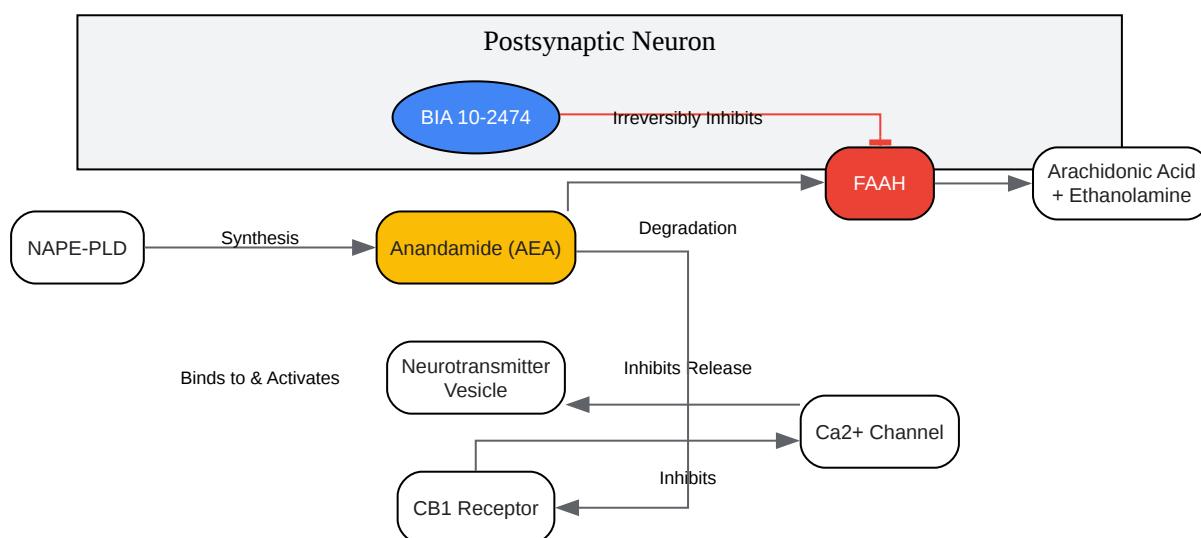 Postsynaptic Neuron
BIA 10-2474
Irreversibly Inhibits
FAAH
Arachidonic Acid
+ Ethanolamine
NAPE-PLD
Synthesis
Anandamide (AEA)
Degradation
Binds to & Activates
Neurotransmitter
Vesicle
Inhibits Release
Ca2+ Channel
Inhibits
CB1 Receptor